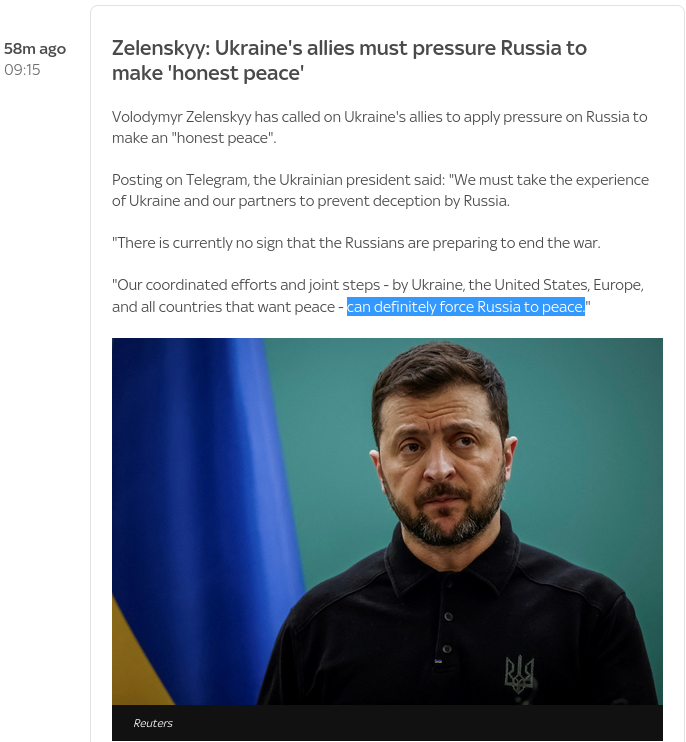 58m ago
09:15
Zelenskyy: Ukraine's allies must pressure Russia to
make 'honest peace'
Volodymyr Zelenskyy has called on Ukraine's allies to apply pressure on Russia to
make an "honest peace".
Posting on Telegram, the Ukrainian president said: "We must take the experience
of Ukraine and our partners to prevent deception by Russia.
"There is currently no sign that the Russians are preparing to end the war.
"Our coordinated efforts and joint steps - by Ukraine, the United States, Europe,
and all countries that want peace - can definitely force Russia to peace."
Reuters